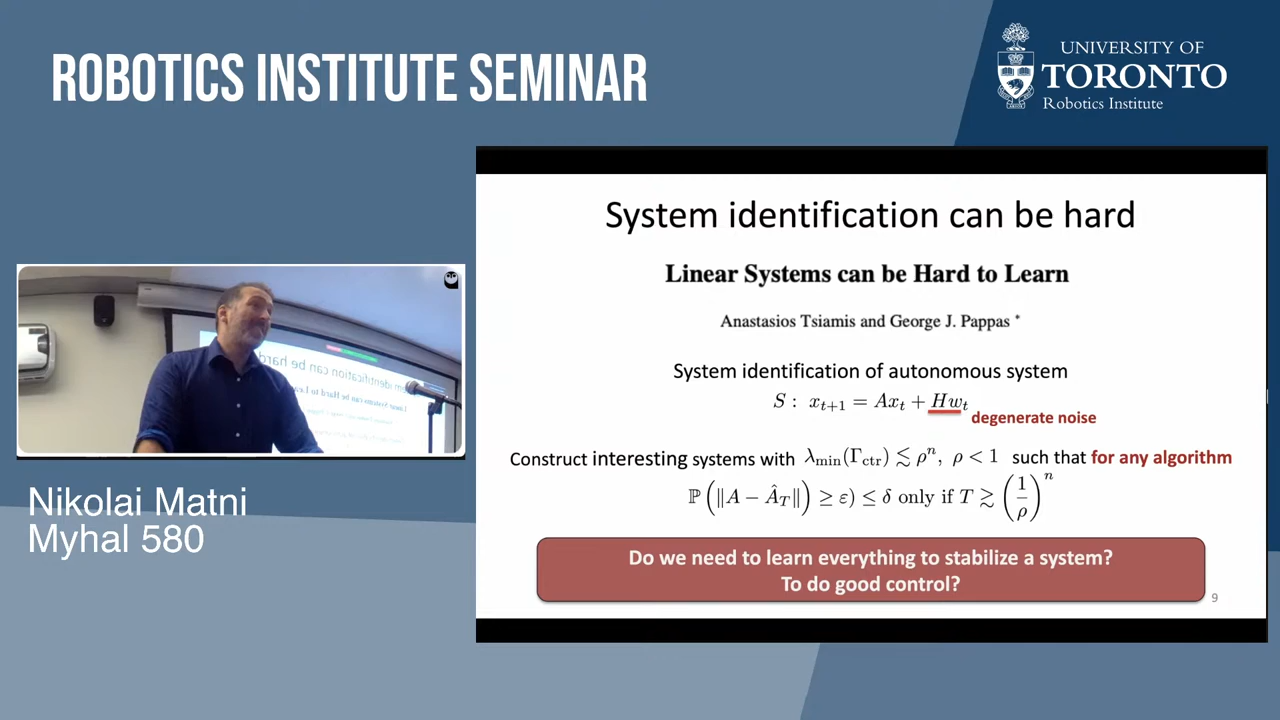 ROBOTICS INSTITUTE SEMINAR
UNIVERSITY OF
TORONTO
Robotics Institute
System identification can be hard
Linear Systems can be Hard to Learn
Anastasios Tsiamis and George J. Pappas *
System identification of autonomous system
S : x_{t+1} = Ax_t + Hw_t
degenerate noise
Construct interesting systems with λ_min(Γ_ctr) ≲ ρ^n, ρ < 1 such that for any algorithm
ℙ(‖A − Â_T‖ ≥ ε) ≤ δ only if T ≳ (1/ρ)^n
Do we need to learn everything to stabilize a system?
To do good control?
9
Nikolai Matni
Myhal 580